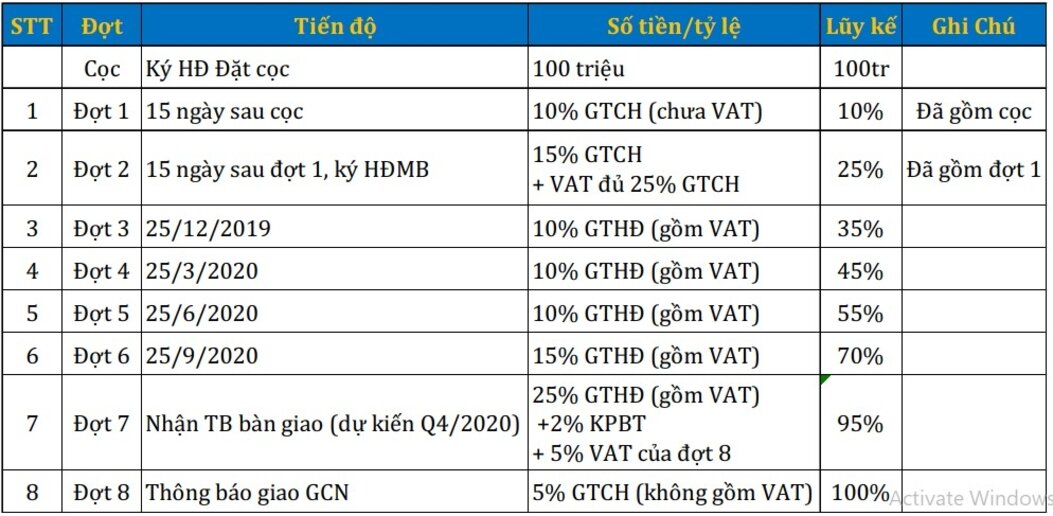 STT Đợt Tiến độ Số tiền/tỷ lệ Lũy kế Ghi Chú
Cọc Ký HĐ Đặt cọc 100 triệu 100tr
1 Đợt 1 15 ngày sau cọc 10% GTCH (chưa VAT) 10% Đã gồm cọc
2 Đợt 2 15 ngày sau đợt 1, ký HĐMB 15% GTCH
+ VAT đủ 25% GTCH 25% Đã gồm đợt 1
3 Đợt 3 25/12/2019 10% GTHĐ (gồm VAT) 35%
4 Đợt 4 25/3/2020 10% GTHĐ (gồm VAT) 45%
5 Đợt 5 25/6/2020 10% GTHĐ (gồm VAT) 55%
6 Đợt 6 25/9/2020 15% GTHĐ (gồm VAT) 70%
7 Đợt 7 Nhận TB bàn giao (dự kiến Q4/2020) 25% GTHĐ (gồm VAT)
+2% KPBT
+ 5% VAT của đợt 8 95%
8 Đợt 8 Thông báo giao GCN 5% GTCH (không gồm VAT) 100%
Activate Windows